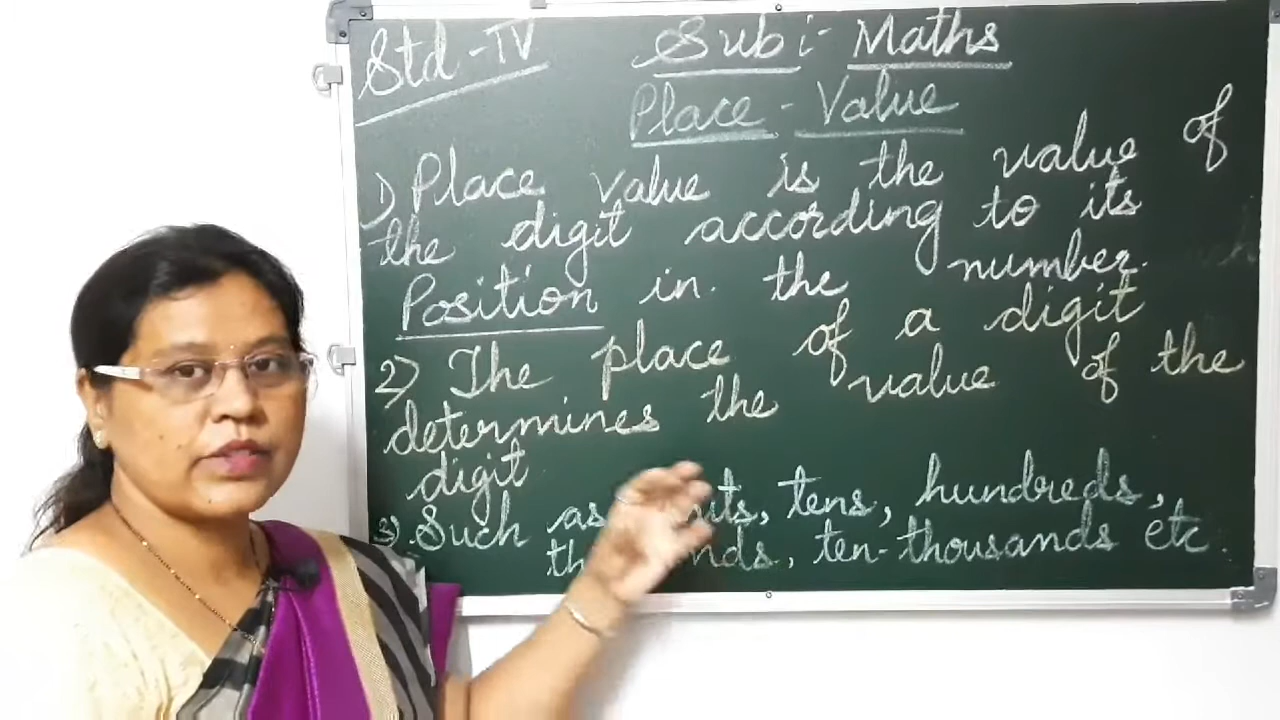 Std - IV Sub :- Maths
Place - Value
1) Place value is the value of
the digit according to its
Position in the number.
2) The place of a digit
determines the value of the
digit
3) Such as tens, hundreds,
ten-thousands etc.